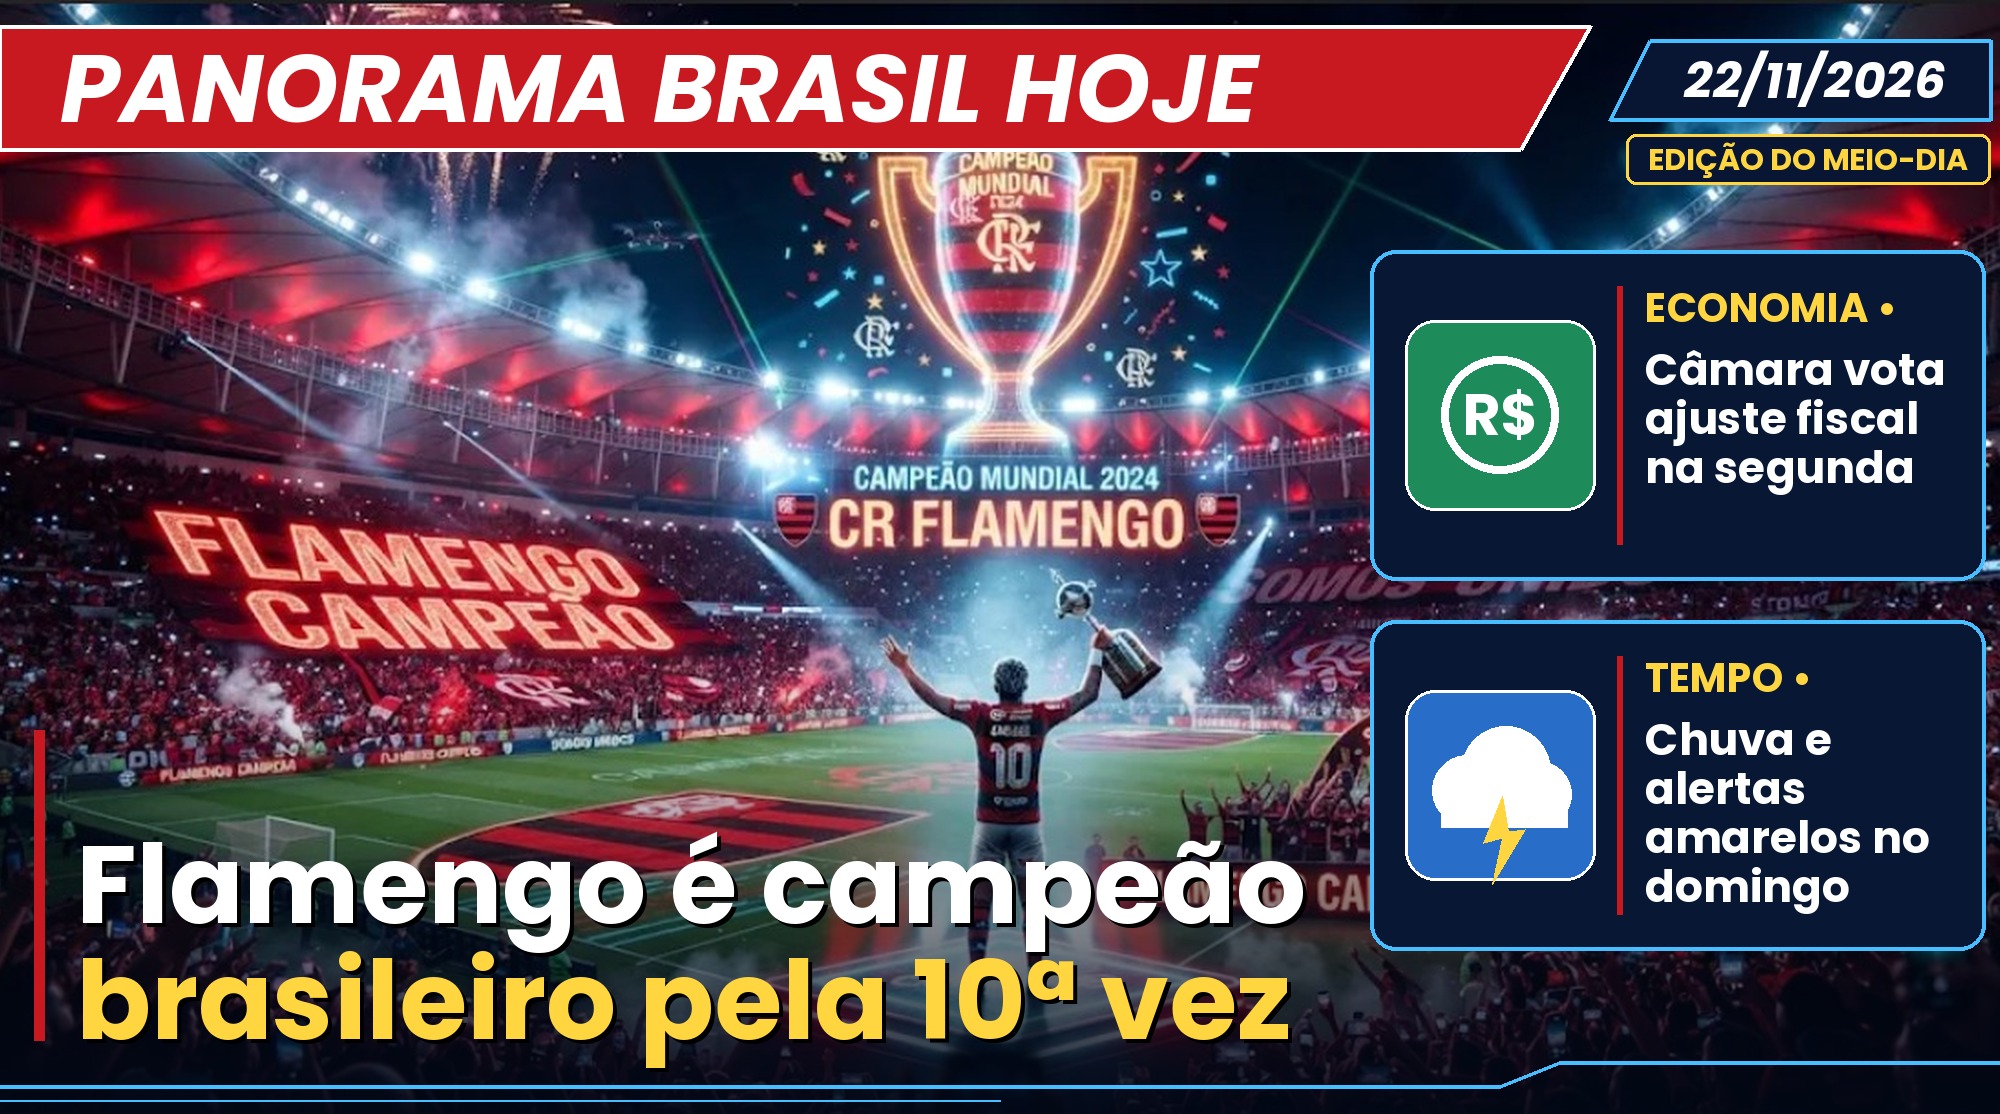 PANORAMA BRASIL HOJE
22/11/2026
EDIÇÃO DO MEIO-DIA
CAMPEÃO
MUNDIAL
CAMPEÃO MUNDIAL 2024
CR FLAMENGO
FLAMENGO
CAMPEÃO
10
ECONOMIA •
R$
Câmara vota
ajuste fiscal
na segunda
TEMPO •
Chuva e
alertas
amarelos no
domingo
Flamengo é campeão
brasileiro pela 10ª vez